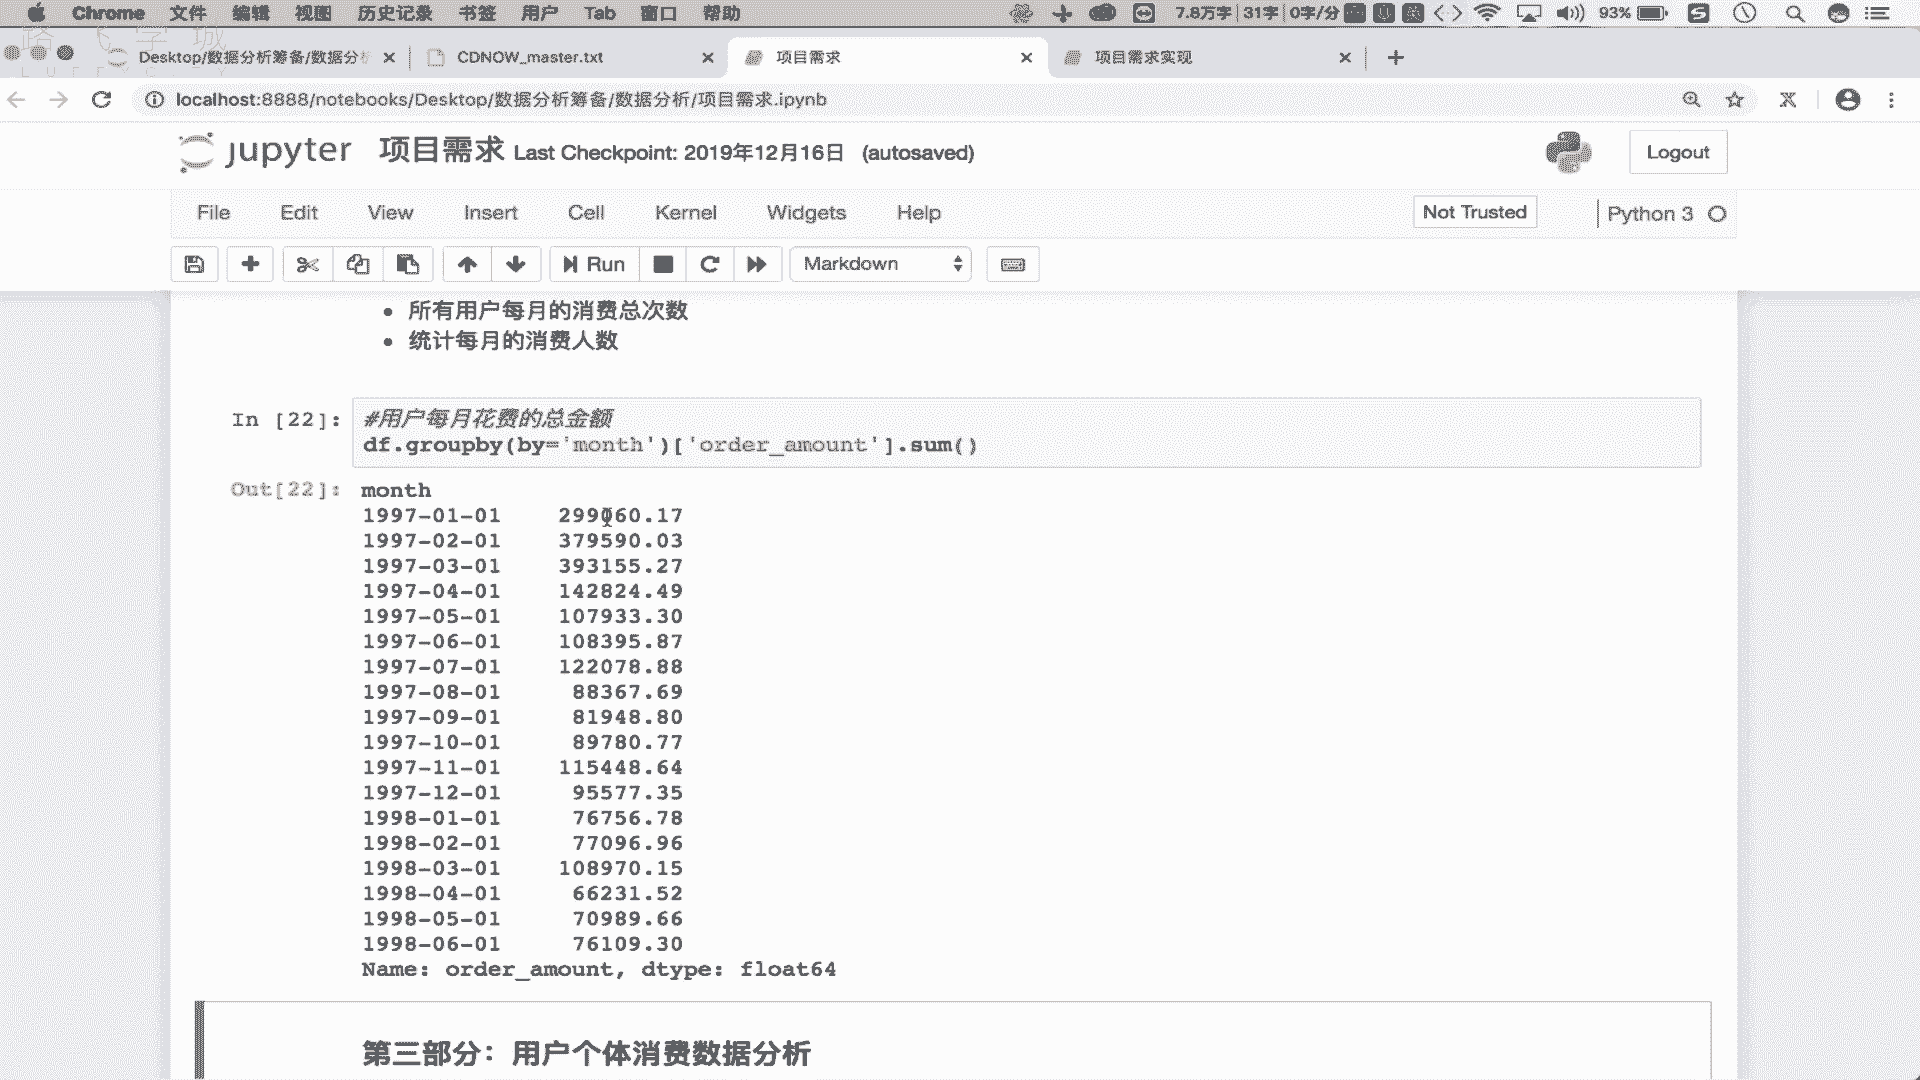 Chrome 文件 编辑 视图 历史记录 书签 用户 Tab 窗口 帮助 7.8万字 31字 0字/分 93%
Desktop/数据分析筹备/数据分析 CDNOW_master.txt 项目需求 项目需求实现
localhost:8888/notebooks/Desktop/数据分析筹备/数据分析/项目需求.ipynb
jupyter 项目需求 Last Checkpoint: 2019年12月16日 (autosaved) Logout
File Edit View Insert Cell Kernel Widgets Help Not Trusted Python 3
Run Markdown
所有用户每月的消费总次数
统计每月的消费人数
In [22]: #用户每月花费的总金额
df.groupby(by='month')['order_amount'].sum()
Out[22]: month
1997-01-01 299060.17
1997-02-01 379590.03
1997-03-01 393155.27
1997-04-01 142824.49
1997-05-01 107933.30
1997-06-01 108395.87
1997-07-01 122078.88
1997-08-01 88367.69
1997-09-01 81948.80
1997-10-01 89780.77
1997-11-01 115448.64
1997-12-01 95577.35
1998-01-01 76756.78
1998-02-01 77096.96
1998-03-01 108970.15
1998-04-01 66231.52
1998-05-01 70989.66
1998-06-01 76109.30
Name: order_amount, dtype: float64
第三部分：用户个体消费数据分析